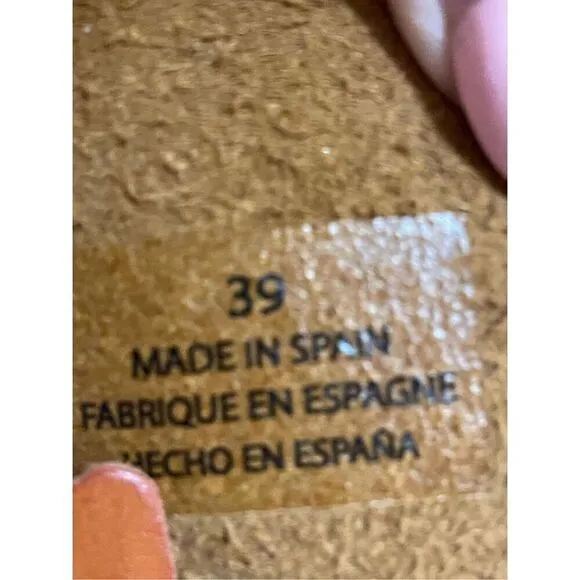 39
MADE IN SPAIN
FABRIQUE EN ESPAGNE
HECHO EN ESPAÑA